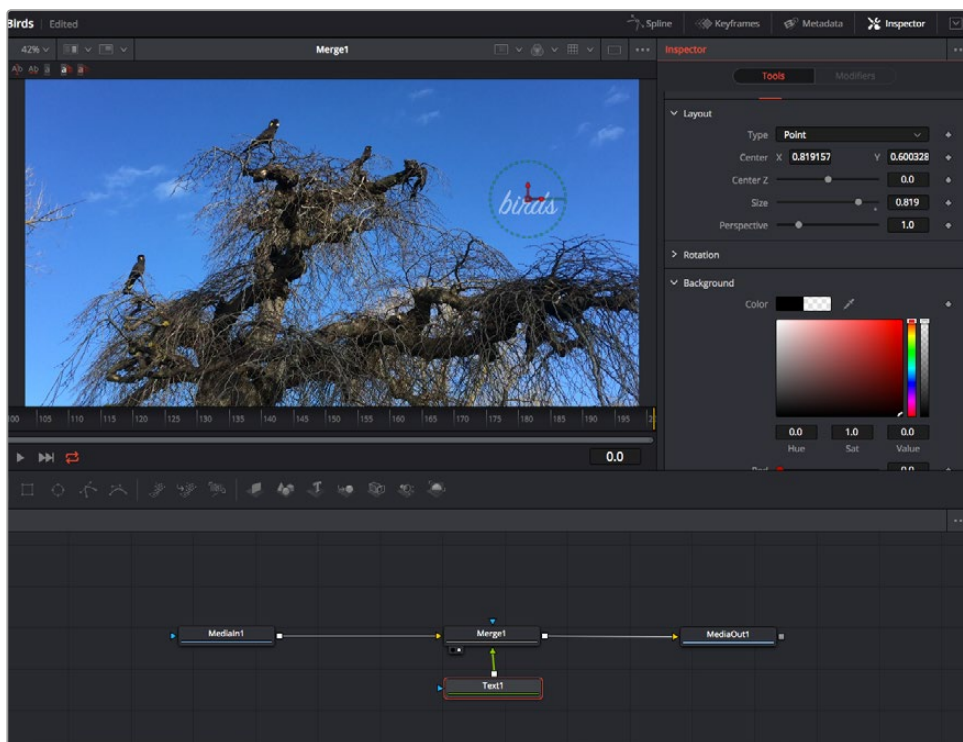 Birds Edited Spline Keyframes Metadata Inspector
42% Merge1 Inspector
Tools Modifiers
Layout
Type Point
Center X 0.819157 Y 0.600328
Center Z 0.0
Size 0.819
Perspective 1.0
Rotation
Background
Color
birds
105 110 115 120 125 130 135 140 145 150 155 160 165 170 175 180 185 190 195
0.0 1.0 0.0
Hue Sat Value
0.0
MediaIn1 Merge1 MediaOut1
Text1